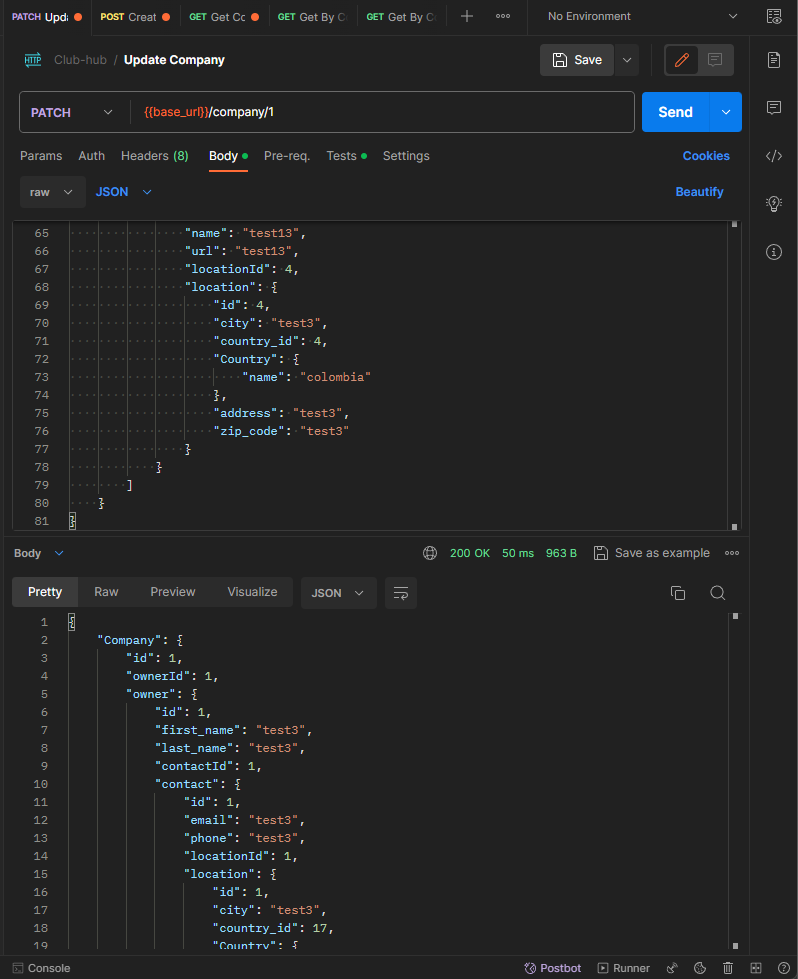 PATCH Upda POST Creat GET Get Cc GET Get By C GET Get By C No Environment
HTTP Club-hub / Update Company Save
PATCH {{base_url}}/company/1 Send
Params Auth Headers (8) Body Pre-req. Tests Settings Cookies
raw JSON Beautify
65 "name": "test13",
66 "url": "test13",
67 "locationId": 4,
68 "location": {
69 "id": 4,
70 "city": "test3",
71 "country_id": 4,
72 "Country": {
73 "name": "colombia"
74 },
75 "address": "test3",
76 "zip_code": "test3"
77 }
78 }
79 ]
80 }
81 }
Body 200 OK 50 ms 963 B Save as example
Pretty Raw Preview Visualize JSON
1 {
2 "Company": {
3 "id": 1,
4 "ownerId": 1,
5 "owner": {
6 "id": 1,
7 "first_name": "test3",
8 "last_name": "test3",
9 "contactId": 1,
10 "contact": {
11 "id": 1,
12 "email": "test3",
13 "phone": "test3",
14 "locationId": 1,
15 "location": {
16 "id": 1,
17 "city": "test3",
18 "country_id": 17,
19 "Country": {
Console Postbot Runner